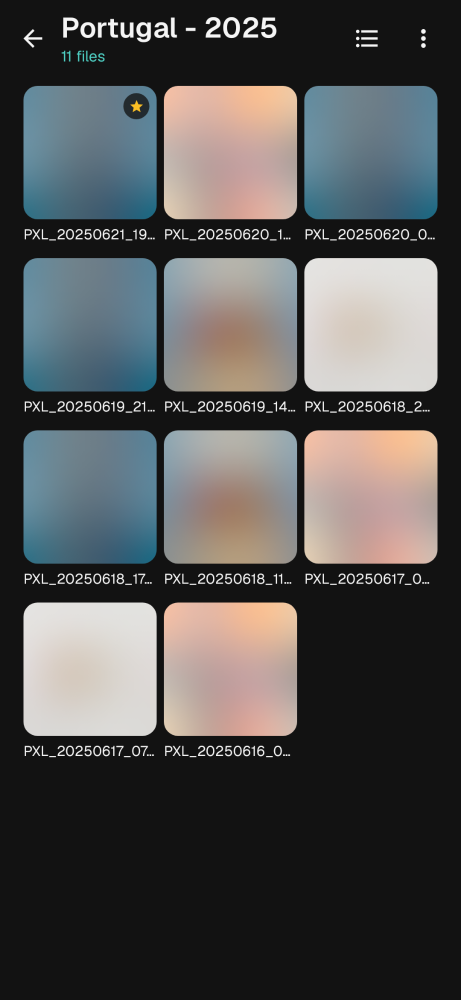 Portugal - 2025
11 files
PXL_20250621_19...
PXL_20250620_1...
PXL_20250620_0...
PXL_20250619_21...
PXL_20250619_14...
PXL_20250618_2...
PXL_20250618_17...
PXL_20250618_11...
PXL_20250617_0...
PXL_20250617_07...
PXL_20250616_0...